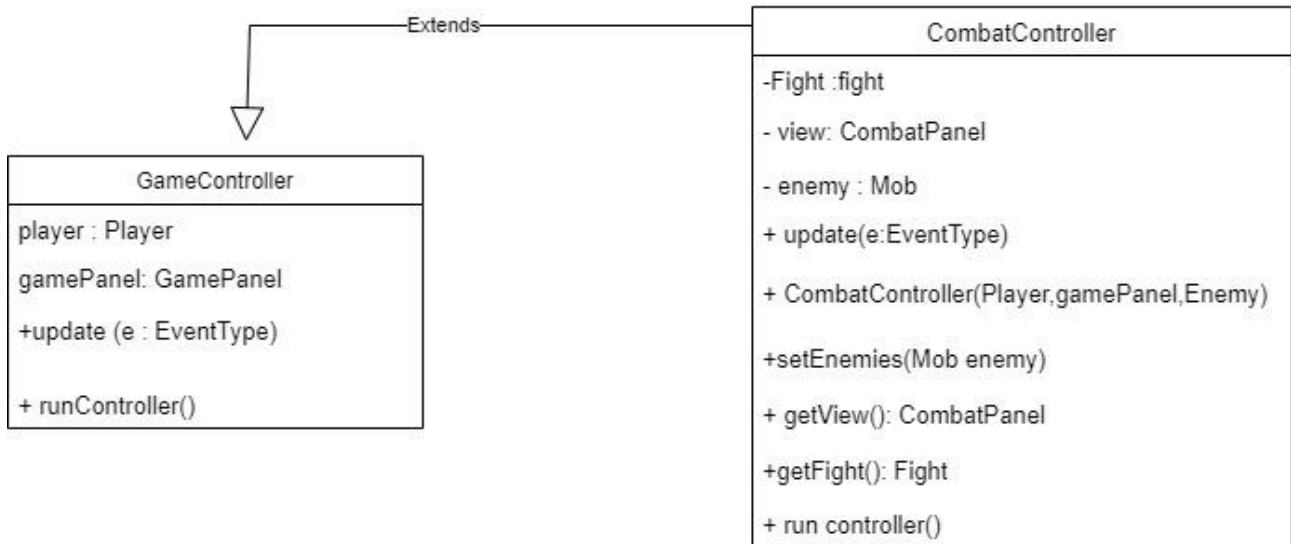 Extends
CombatController
-Fight :fight
- view: CombatPanel
- enemy : Mob
+ update(e:EventType)
+ CombatController(Player,gamePanel,Enemy)
+setEnemies(Mob enemy)
+ getView(): CombatPanel
+getFight(): Fight
+ run controller()
GameController
player : Player
gamePanel: GamePanel
+update (e : EventType)
+ runController()